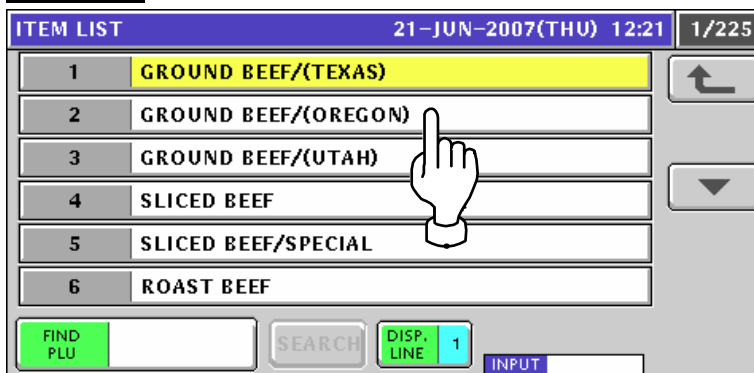 ITEM LIST 21-JUN-2007(THU) 12:21 1/225
1 GROUND BEEF/(TEXAS)
2 GROUND BEEF/(OREGON)
3 GROUND BEEF/(UTAH)
4 SLICED BEEF
5 SLICED BEEF/SPECIAL
6 ROAST BEEF
FIND PLU SEARCH DISP. LINE 1
INPUT